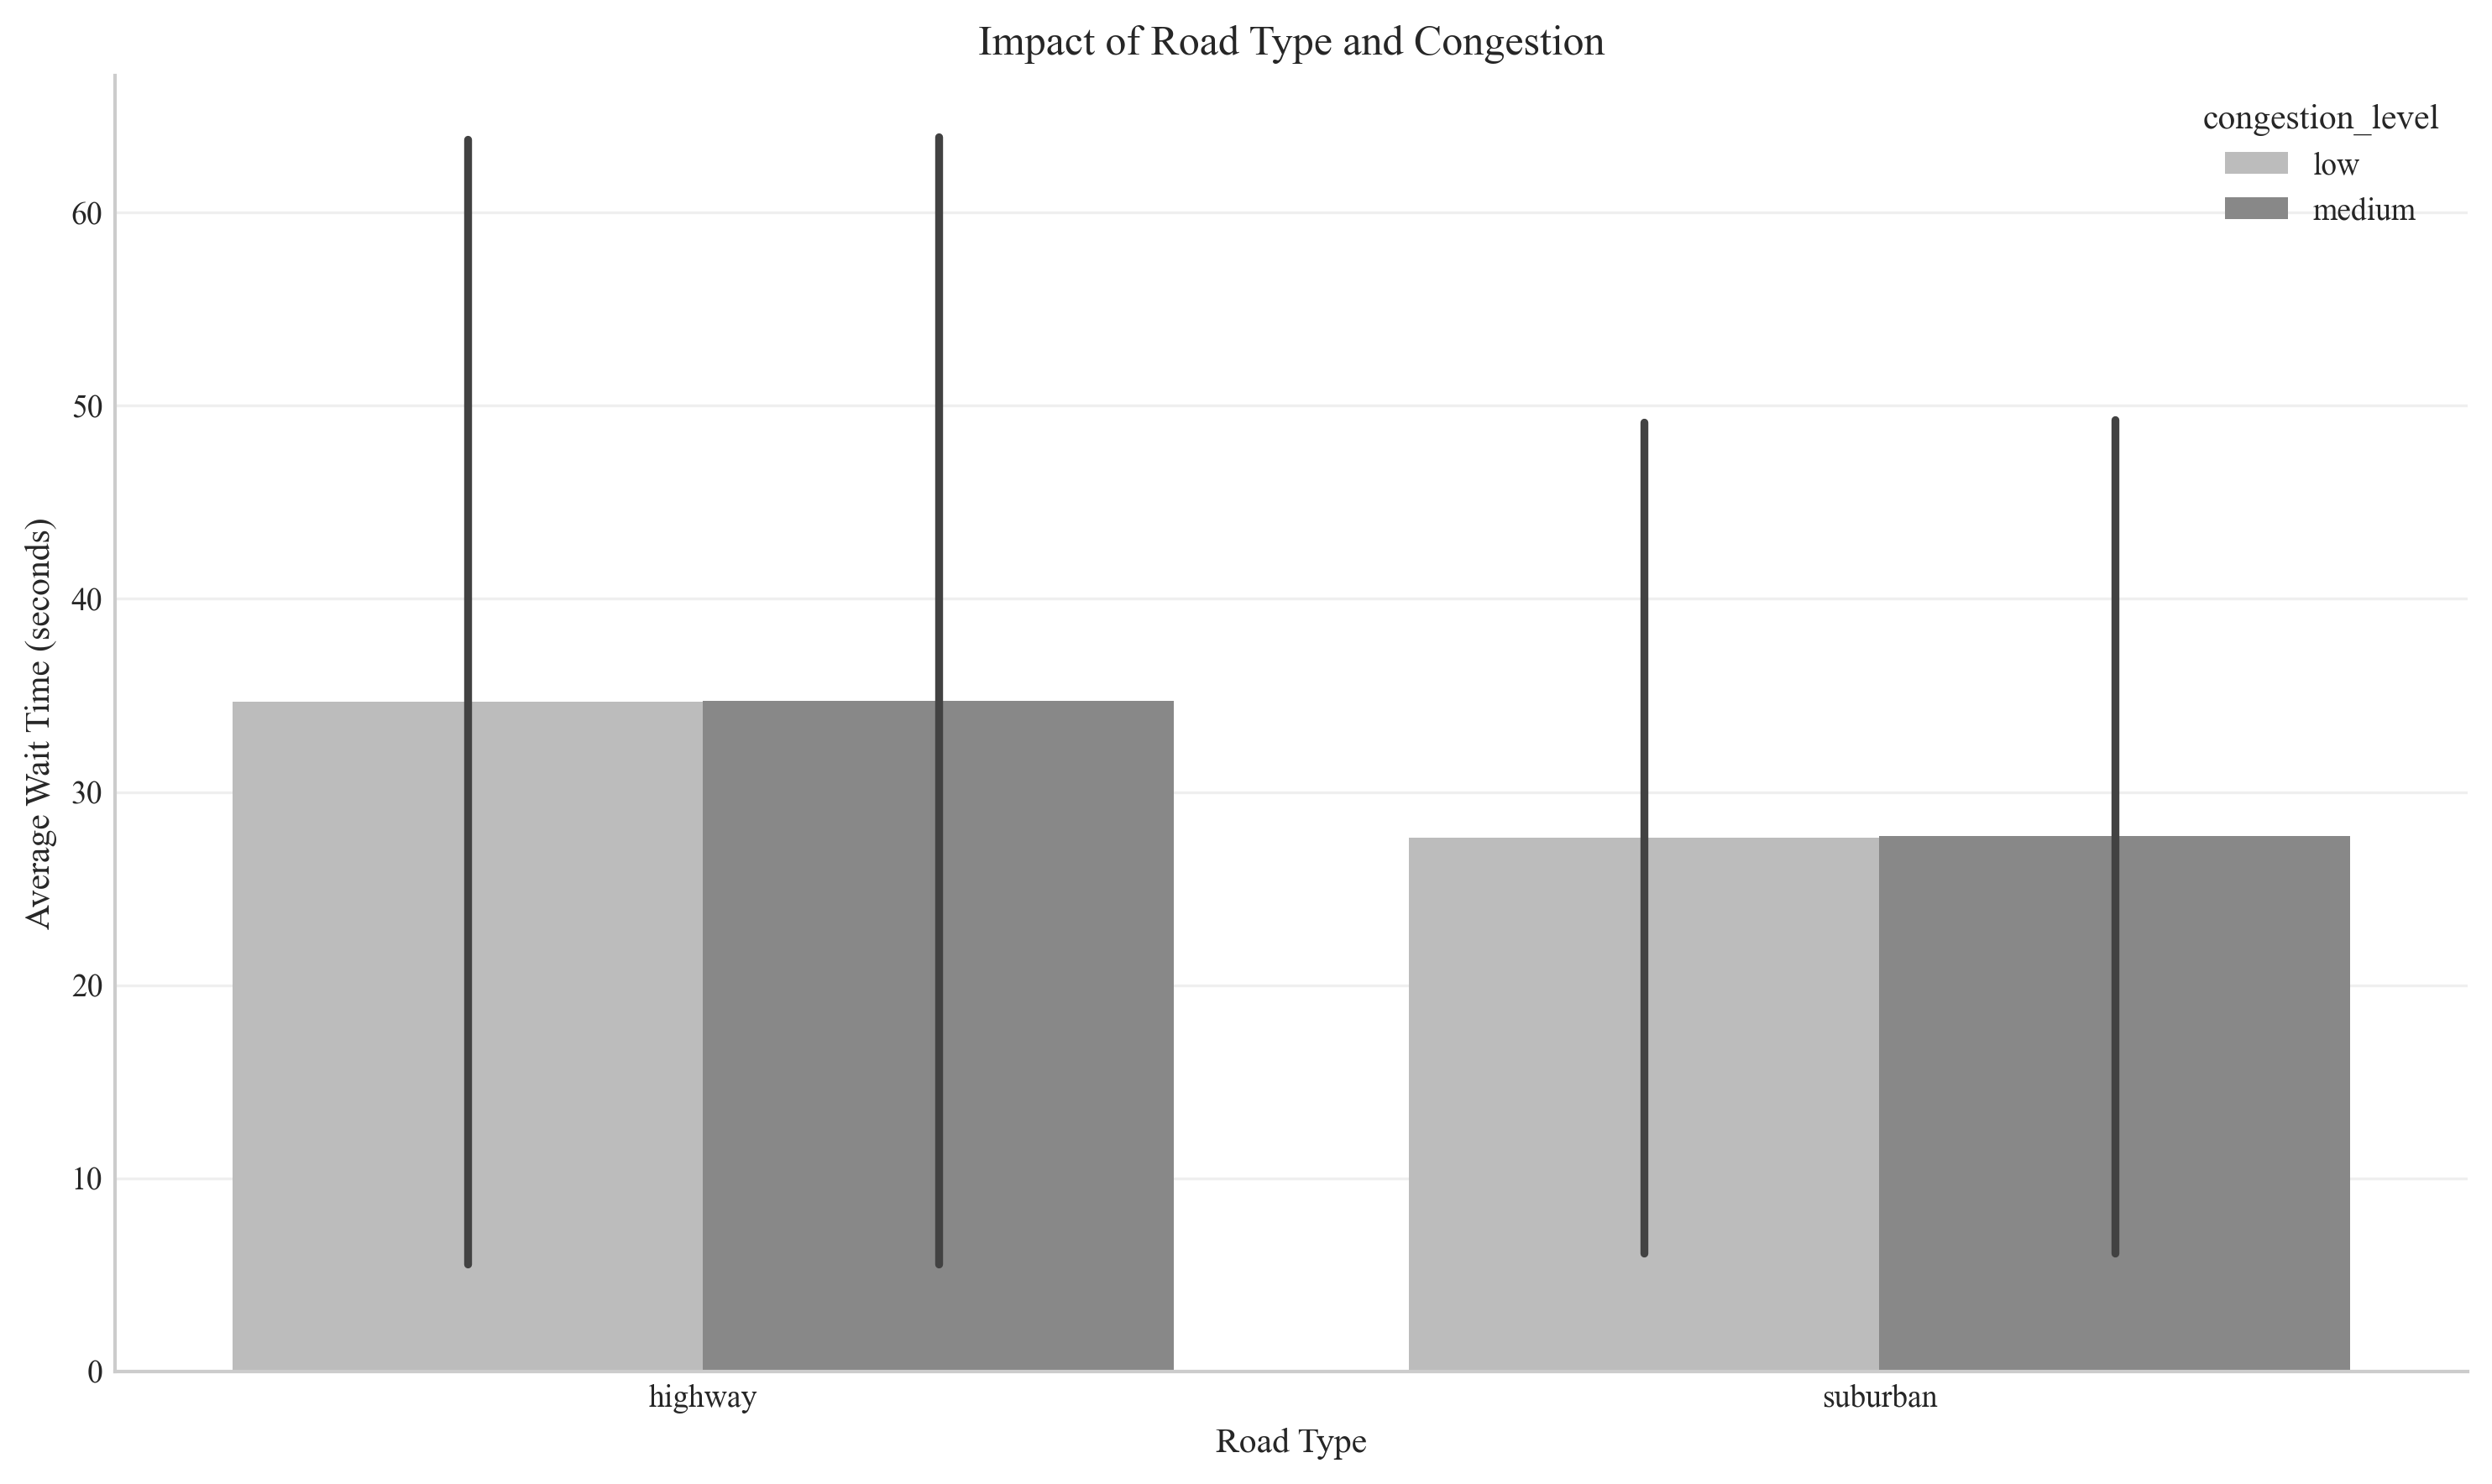 Impact of Road Type and Congestion
congestion_level
low
medium
Average Wait Time (seconds)
60
50
40
30
20
10
0
highway
suburban
Road Type